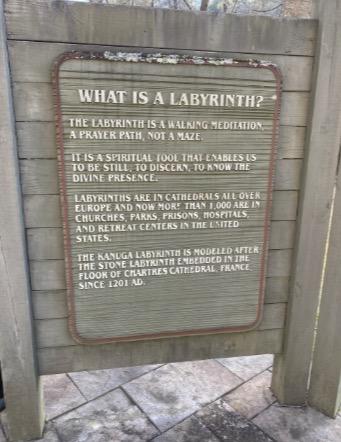 WHAT IS A LABYRINTH?
THE LABYRINTH IS A WALKING MEDITATION,
A PRAYER PATH, NOT A MAZE.
IT IS A SPIRITUAL TOOL THAT ENABLES US
TO BE STILL, TO DISCERN, TO KNOW THE
DIVINE PRESENCE.
LABYRINTHS ARE IN CATHEDRALS ALL OVER
EUROPE AND NOW MORE THAN 1,000 ARE IN
CHURCHES, PARKS, PRISONS, HOSPITALS,
AND RETREAT CENTERS IN THE UNITED
STATES.
THE KANUGA LABYRINTH IS MODELED AFTER
THE STONE LABYRINTH EMBEDDED IN THE
FLOOR OF CHARTRES CATHEDRAL, FRANCE,
SINCE 1201 AD.